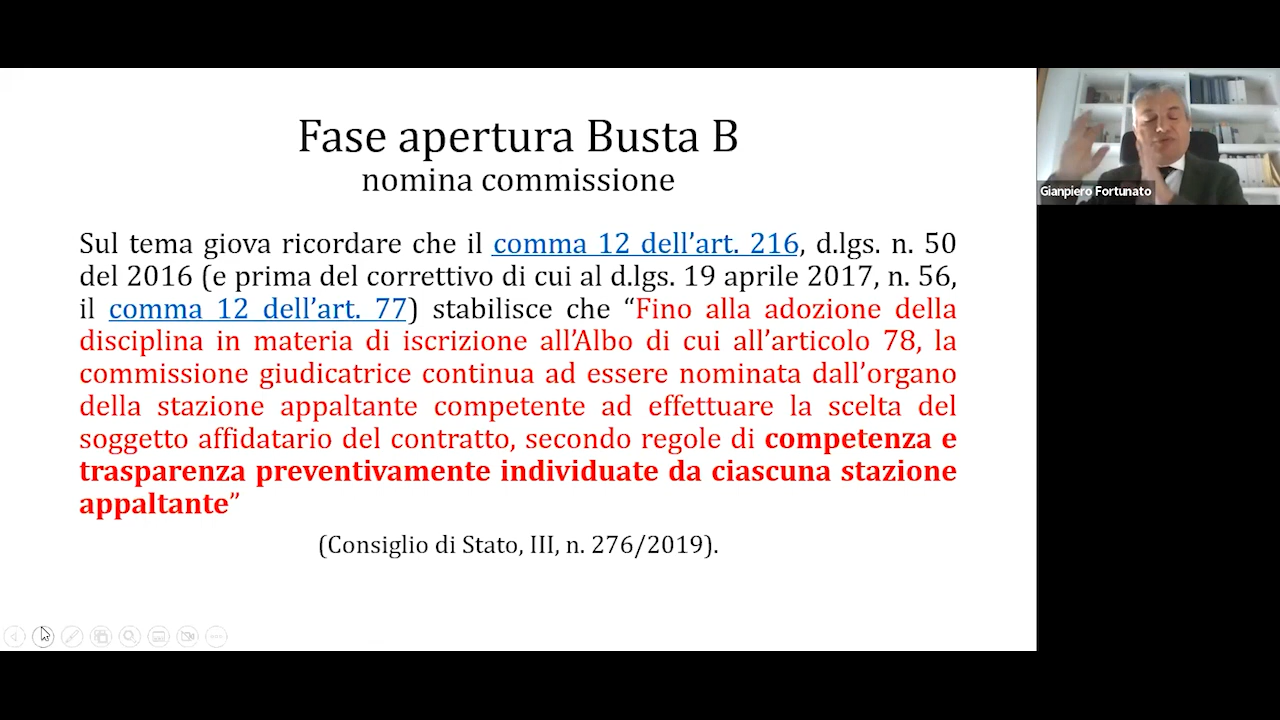 Fase apertura Busta B
nomina commissione
Sul tema giova ricordare che il comma 12 dell’art. 216, d.lgs. n. 50
del 2016 (e prima del correttivo di cui al d.lgs. 19 aprile 2017, n. 56,
il comma 12 dell’art. 77) stabilisce che “Fino alla adozione della
disciplina in materia di iscrizione all’Albo di cui all’articolo 78, la
commissione giudicatrice continua ad essere nominata dall’organo
della stazione appaltante competente ad effettuare la scelta del
soggetto affidatario del contratto, secondo regole di competenza e
trasparenza preventivamente individuate da ciascuna stazione
appaltante”
(Consiglio di Stato, III, n. 276/2019).
Gianpiero Fortunato